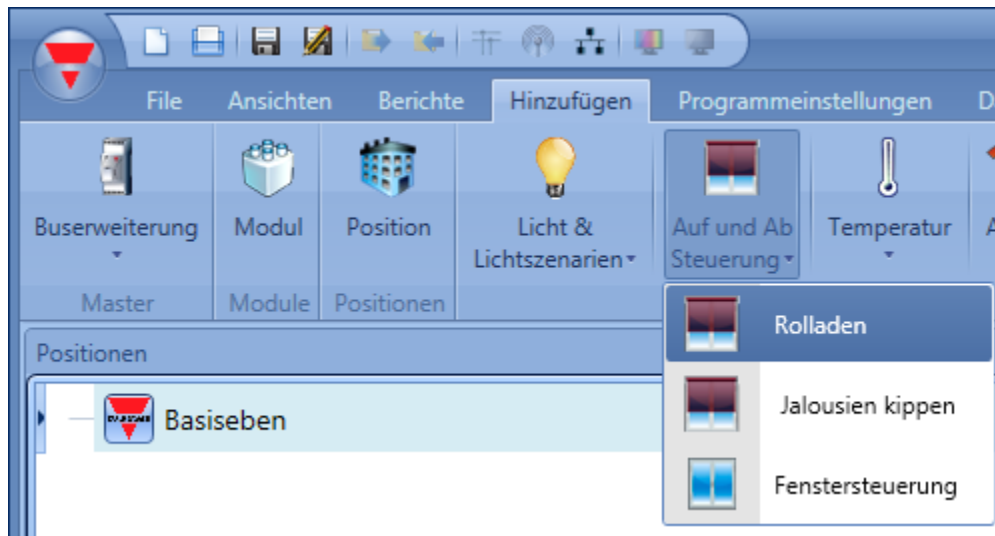 File Ansichten Berichte Hinzufügen Programmeinstellungen
Buserweiterung
Modul
Position
Licht &
Lichtszenarien
Auf und Ab
Steuerung
Temperatur
Master
Module
Positionen
Rolladen
Jalousien kippen
Fenstersteuerung
Positionen
Basiseben